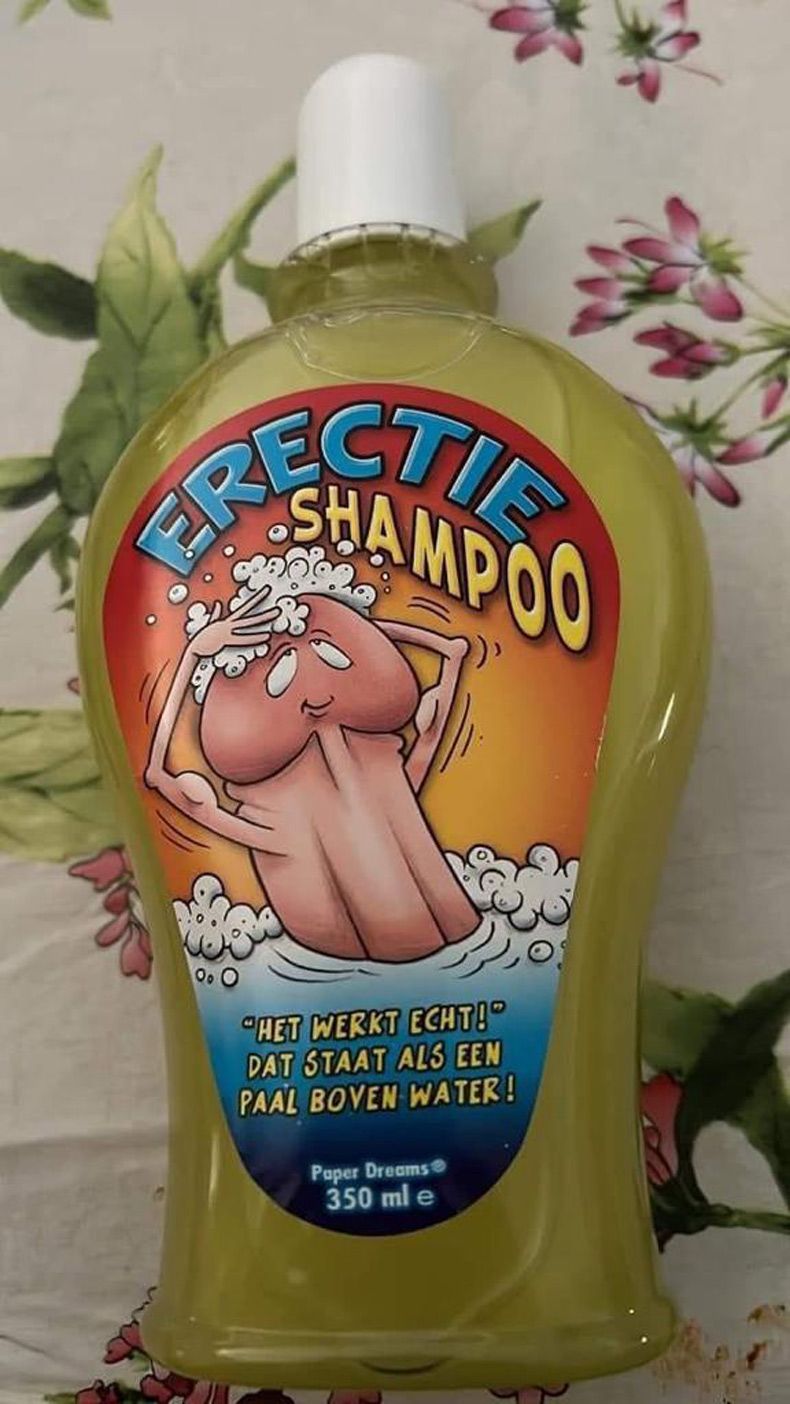 ERECTIE
SHAMPOO
"HET WERKT ECHT!"
DAT STAAT ALS EEN
PAAL BOVEN WATER!
Paper Dreams®
350 ml e